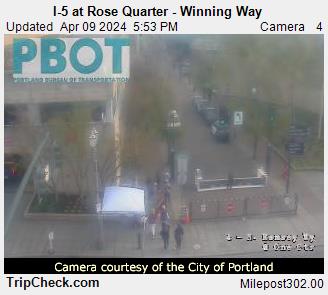 I-5 at Rose Quarter - Winning Way
Updated Apr 09 2024 5:53 PM Camera 4
PBOT
PORTLAND BUREAU OF TRANSPORTATION
Camera courtesy of the City of Portland
TripCheck.com Milepost302.00